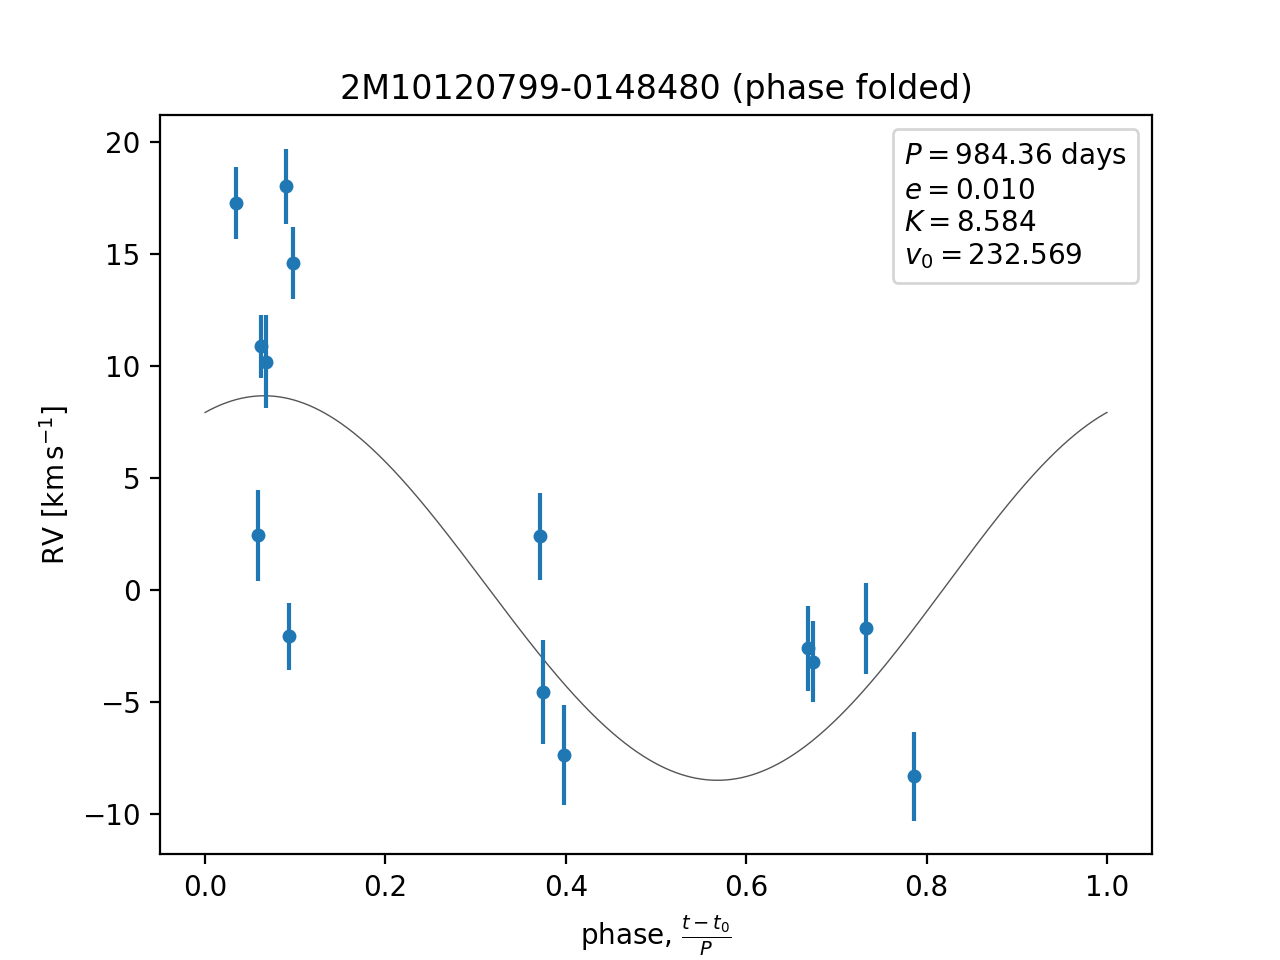 2M10120799-0148480 (phase folded)
P = 984.36 days
e = 0.010
K = 8.584
v₀ = 232.569
20
15
10
5
0
−5
−10
RV [km s⁻¹]
0.0 0.2 0.4 0.6 0.8 1.0
phase, (t − t₀)/P